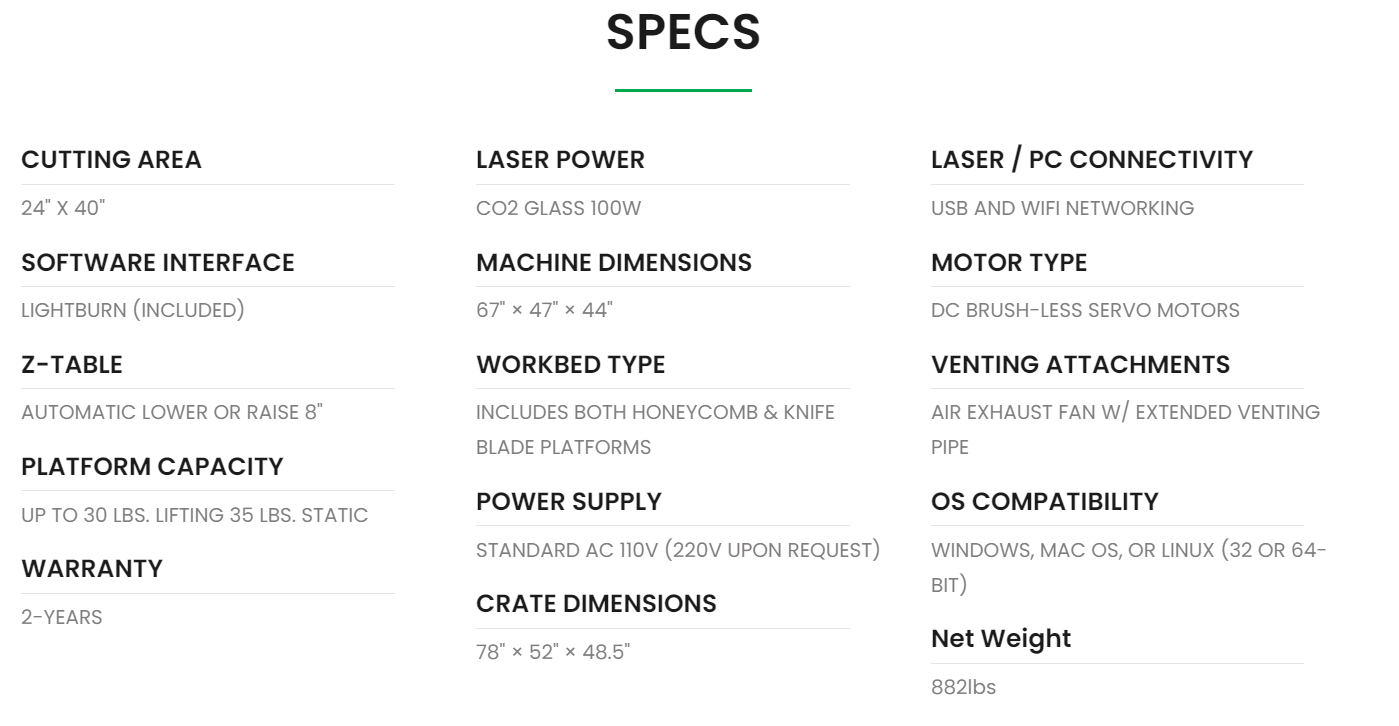 SPECS
CUTTING AREA
24" X 40"
SOFTWARE INTERFACE
LIGHTBURN (INCLUDED)
Z-TABLE
AUTOMATIC LOWER OR RAISE 8"
PLATFORM CAPACITY
UP TO 30 LBS. LIFTING 35 LBS. STATIC
WARRANTY
2-YEARS
LASER POWER
CO2 GLASS 100W
MACHINE DIMENSIONS
67" × 47" × 44"
WORKBED TYPE
INCLUDES BOTH HONEYCOMB & KNIFE
BLADE PLATFORMS
POWER SUPPLY
STANDARD AC 110V (220V UPON REQUEST)
CRATE DIMENSIONS
78" × 52" × 48.5"
LASER / PC CONNECTIVITY
USB AND WIFI NETWORKING
MOTOR TYPE
DC BRUSH-LESS SERVO MOTORS
VENTING ATTACHMENTS
AIR EXHAUST FAN W/ EXTENDED VENTING
PIPE
OS COMPATIBILITY
WINDOWS, MAC OS, OR LINUX (32 OR 64-
BIT)
Net Weight
882lbs